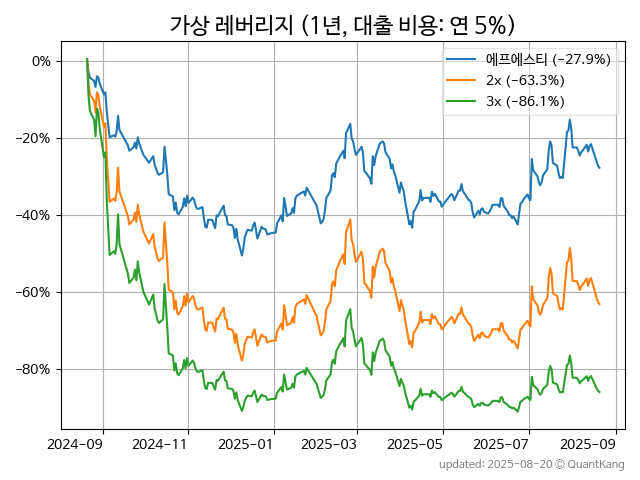 가상 레버리지 (1년, 대출 비용: 연 5%)
에프에스티 (-27.9%)
2x (-63.3%)
3x (-86.1%)
0%
-20%
-40%
-60%
-80%
2024-09 2024-11 2025-01 2025-03 2025-05 2025-07 2025-09
updated: 2025-08-20 © QuantKang